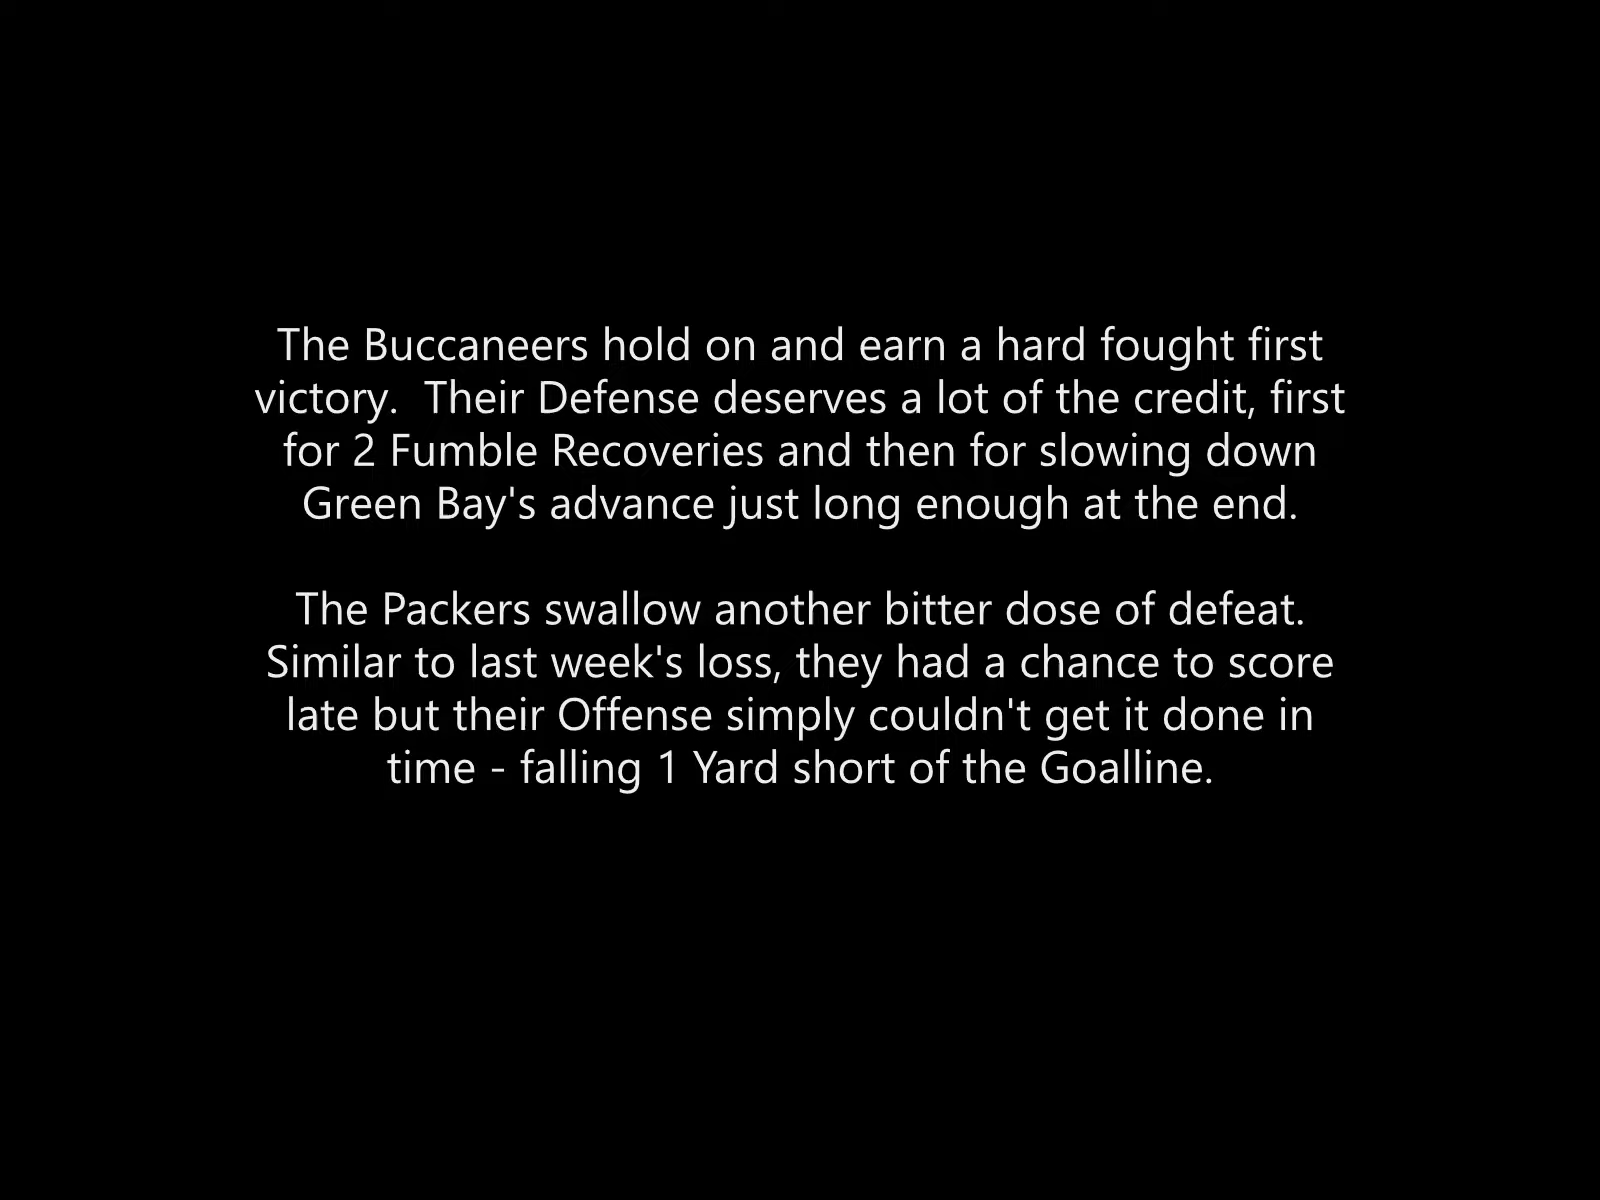 The Buccaneers hold on and earn a hard fought first
victory.  Their Defense deserves a lot of the credit, first
for 2 Fumble Recoveries and then for slowing down
Green Bay's advance just long enough at the end.
The Packers swallow another bitter dose of defeat.
Similar to last week's loss, they had a chance to score
late but their Offense simply couldn't get it done in
time - falling 1 Yard short of the Goalline.